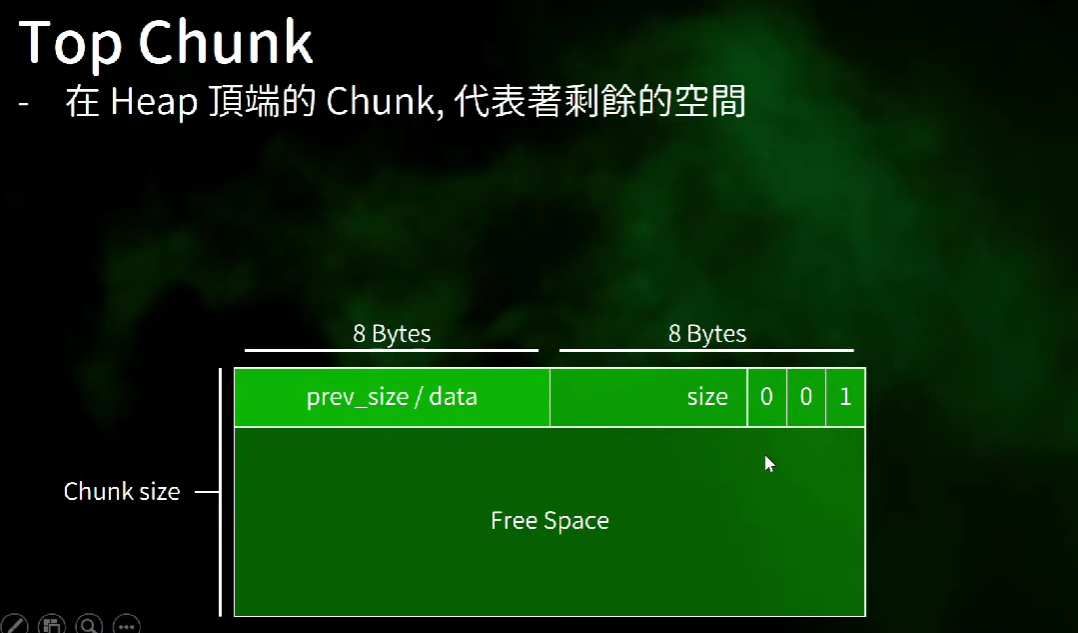 Top Chunk
- 在 Heap 頂端的 Chunk, 代表著剩餘的空間
8 Bytes 8 Bytes
prev_size / data size 0 0 1
Chunk size
Free Space